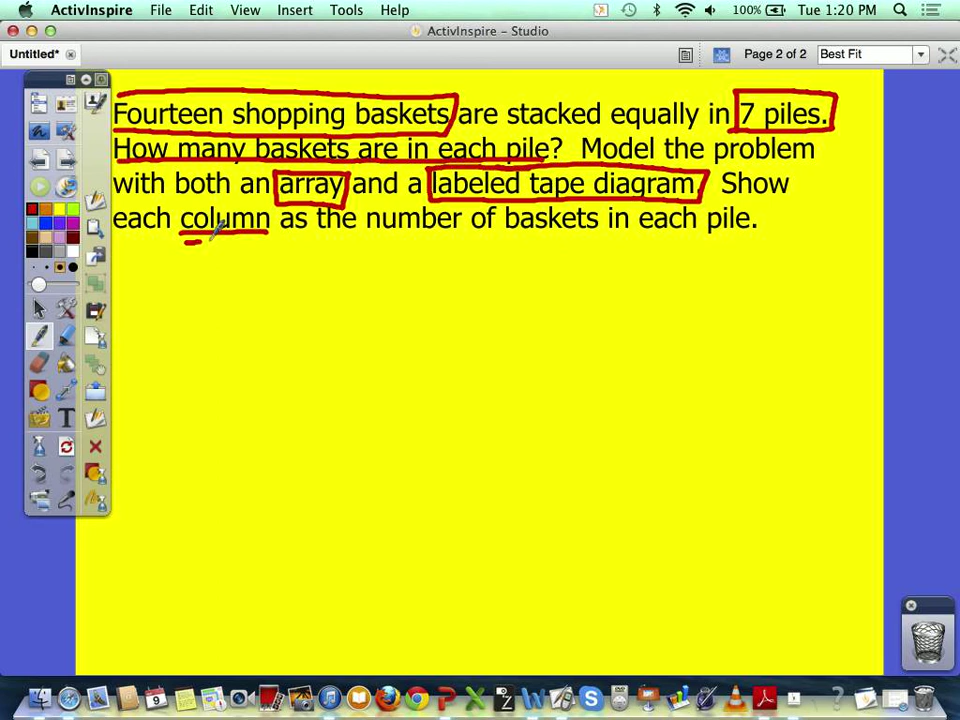 ActivInspire File Edit View Insert Tools Help 100% Tue 1:20 PM
ActivInspire – Studio
Untitled* Page 2 of 2 Best Fit
Fourteen shopping baskets are stacked equally in 7 piles.
How many baskets are in each pile? Model the problem
with both an array and a labeled tape diagram. Show
each column as the number of baskets in each pile.